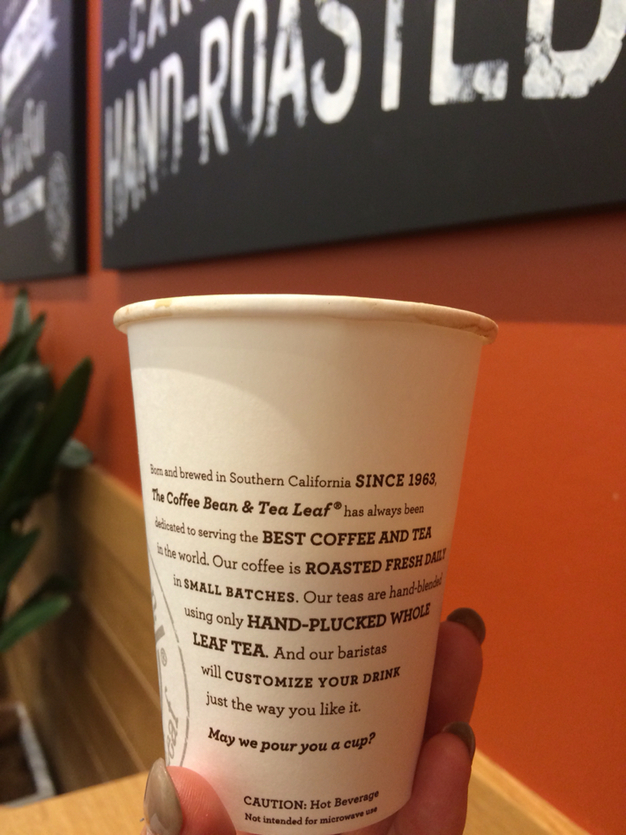 HAND-ROASTED
Born and brewed in Southern California SINCE 1963,
The Coffee Bean & Tea Leaf® has always been
dedicated to serving the BEST COFFEE AND TEA
in the world. Our coffee is ROASTED FRESH DAILY
in SMALL BATCHES. Our teas are hand-blended
using only HAND-PLUCKED WHOLE
LEAF TEA. And our baristas
will CUSTOMIZE YOUR DRINK
just the way you like it.
May we pour you a cup?
CAUTION: Hot Beverage
Not intended for microwave use